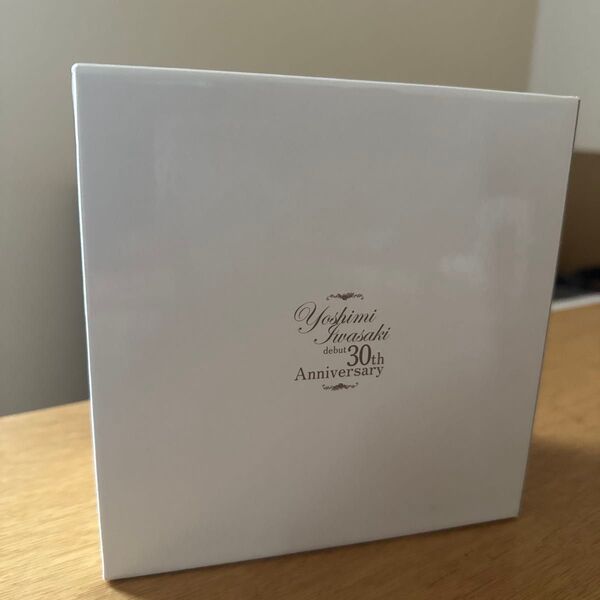 Yoshimi
Iwasaki
debut 30th
Anniversary